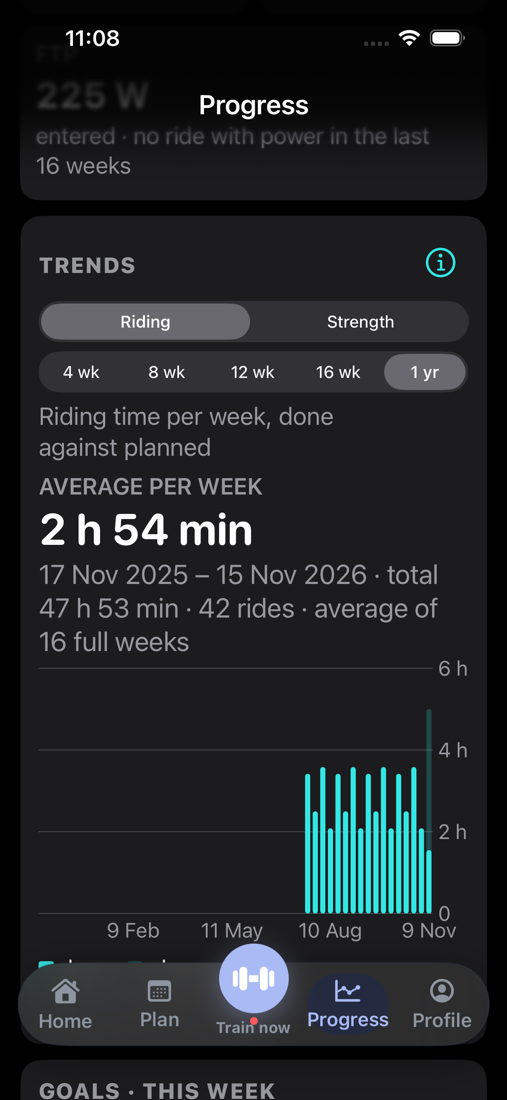 11:08
FTP
225 W
Progress
entered · no ride with power in the last
16 weeks
TRENDS
Riding
Strength
4 wk
8 wk
12 wk
16 wk
1 yr
Riding time per week, done
against planned
AVERAGE PER WEEK
2 h 54 min
17 Nov 2025 – 15 Nov 2026 · total
47 h 53 min · 42 rides · average of
16 full weeks
6 h
4 h
2 h
0
9 Feb
11 May
10 Aug
9 Nov
Home
Plan
Train now
Progress
Profile
GOALS · THIS WEEK